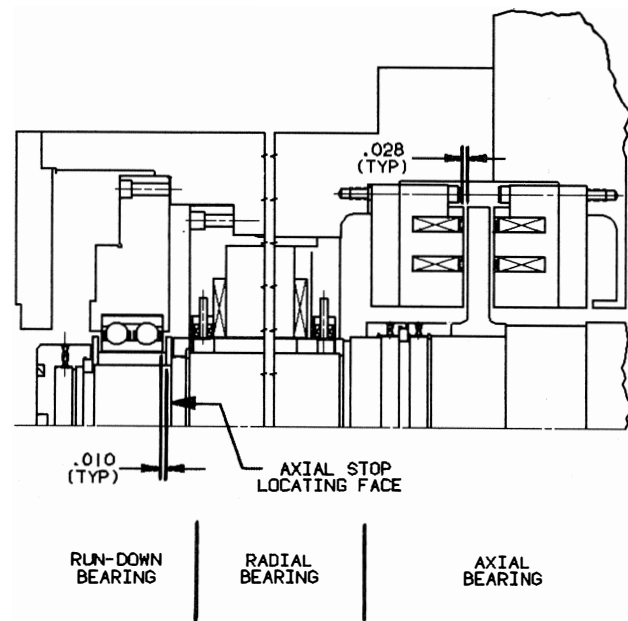 .028
(TYP)
.010
(TYP)
AXIAL STOP
LOCATING FACE
RUN-DOWN
BEARING
RADIAL
BEARING
AXIAL
BEARING